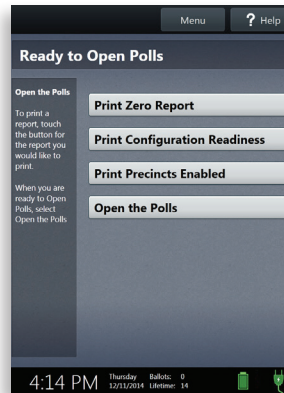 Menu
? Help
Ready to Open Polls
Open the Polls
To print a
report, touch
the button for
the report you
would like to
print.
When you are
ready to Open
Polls, select
Open the Polls
Print Zero Report
Print Configuration Readiness
Print Precincts Enabled
Open the Polls
4:14 PM
Thursday Ballots: 0
12/11/2014 Lifetime: 14